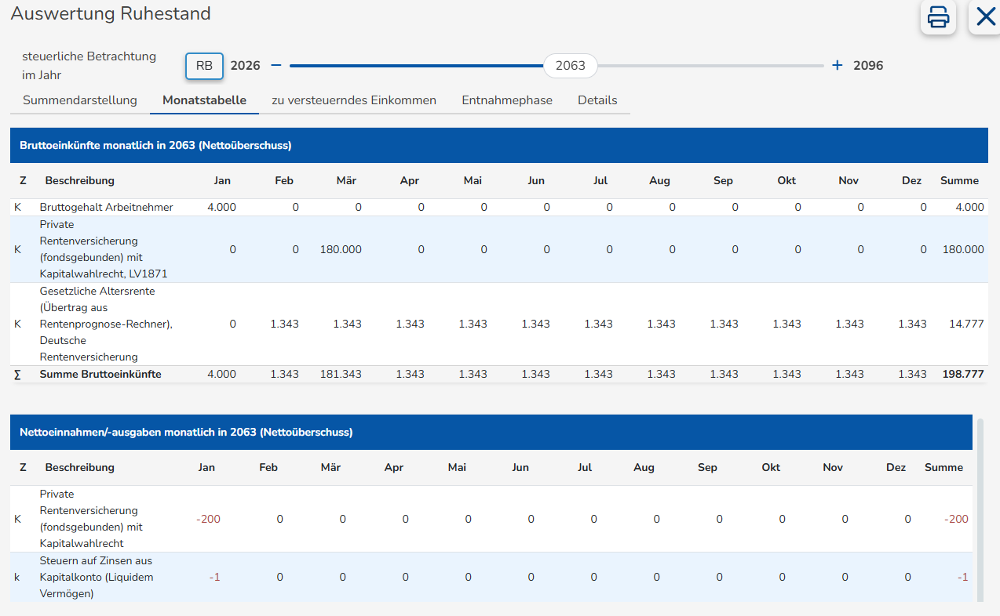 Auswertung Ruhestand
steuerliche Betrachtung
im Jahr
RB 2026 − 2063 + 2096
Summendarstellung Monatstabelle zu versteuerndes Einkommen Entnahmephase Details
Bruttoeinkünfte monatlich in 2063 (Nettoüberschuss)
Z Beschreibung Jan Feb Mär Apr Mai Jun Jul Aug Sep Okt Nov Dez Summe
K Bruttogehalt Arbeitnehmer 4.000 0 0 0 0 0 0 0 0 0 0 0 4.000
Private
Rentenversicherung
(fondsgebunden) mit
Kapitalwahlrecht, LV1871
K 0 0 180.000 0 0 0 0 0 0 0 0 0 180.000
Gesetzliche Altersrente
(Übertrag aus
Rentenprognose-Rechner),
Deutsche
Rentenversicherung
K 0 1.343 1.343 1.343 1.343 1.343 1.343 1.343 1.343 1.343 1.343 1.343 14.777
∑ Summe Bruttoeinkünfte 4.000 1.343 181.343 1.343 1.343 1.343 1.343 1.343 1.343 1.343 1.343 1.343 198.777
Nettoeinnahmen/-ausgaben monatlich in 2063 (Nettoüberschuss)
Z Beschreibung Jan Feb Mär Apr Mai Jun Jul Aug Sep Okt Nov Dez Summe
Private
Rentenversicherung
(fondsgebunden) mit
Kapitalwahlrecht
K -200 0 0 0 0 0 0 0 0 0 0 0 -200
Steuern auf Zinsen aus
Kapitalkonto (Liquidem
Vermögen)
k -1 0 0 0 0 0 0 0 0 0 0 0 -1